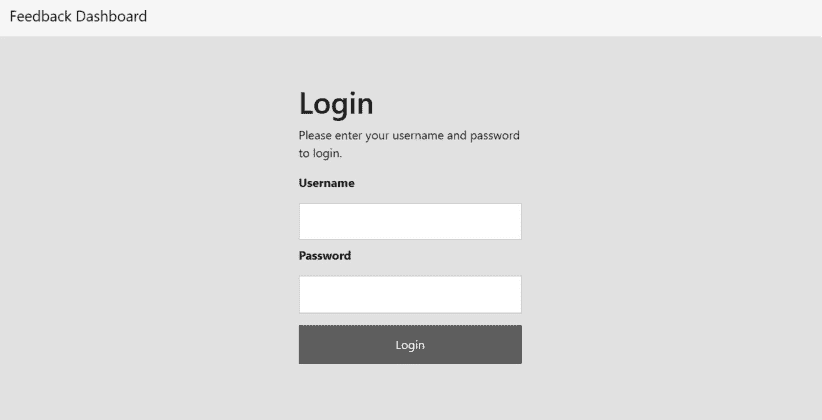 Feedback Dashboard
Login
Please enter your username and password
to login.
Username
Password
Login